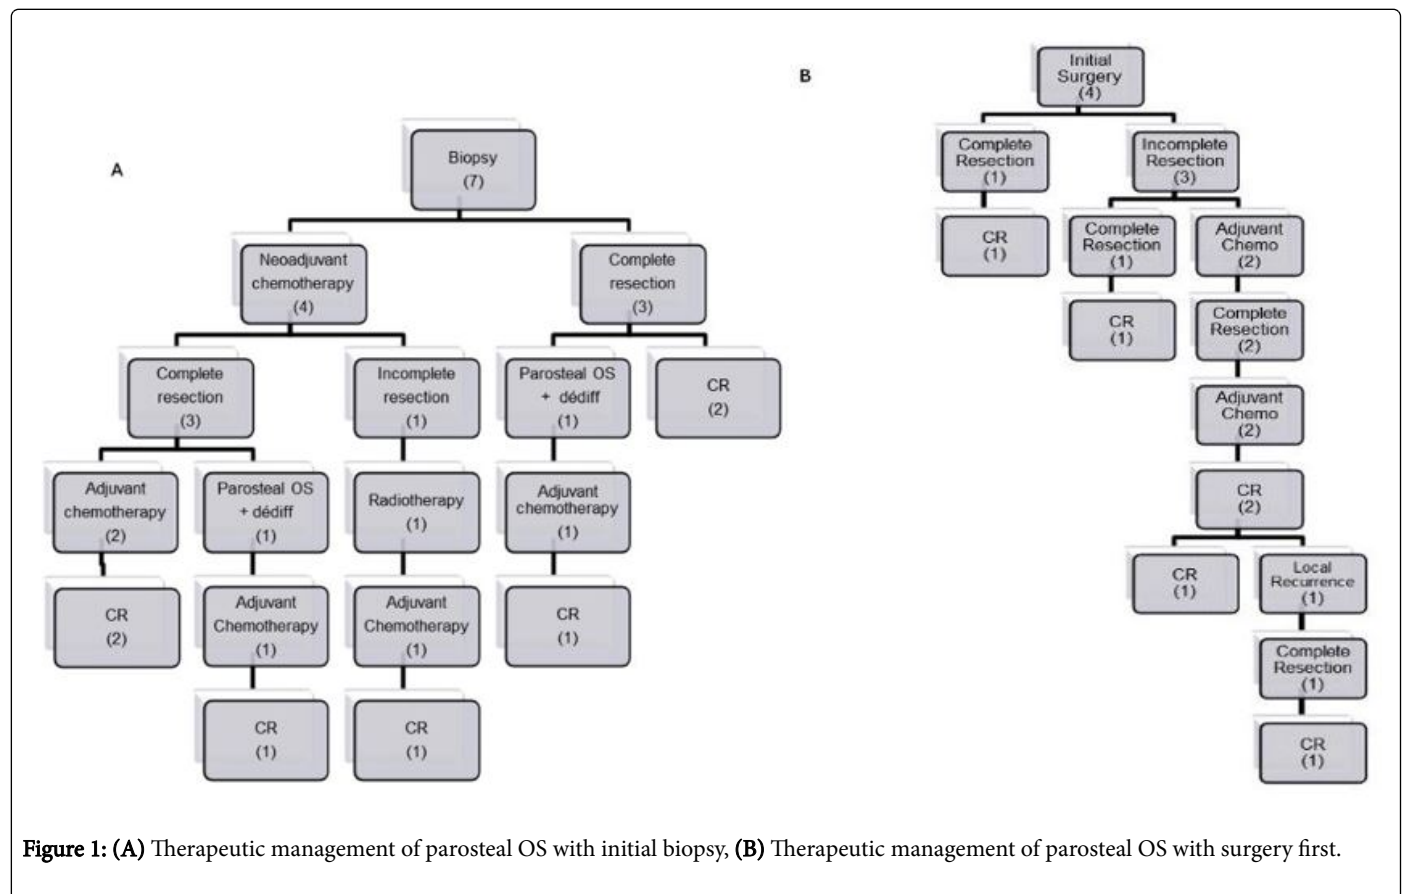 A
Biopsy
(7)
Neoadjuvant
chemotherapy
(4)
Complete
resection
(3)
Complete
resection
(3)
Incomplete
resection
(1)
Parosteal OS
+ dédiff
(1)
CR
(2)
Adjuvant
chemotherapy
(2)
Parosteal OS
+ dédiff
(1)
Radiotherapy
(1)
Adjuvant
chemotherapy
(1)
CR
(2)
Adjuvant
Chemotherapy
(1)
Adjuvant
Chemotherapy
(1)
CR
(1)
CR
(1)
CR
(1)
B
Initial
Surgery
(4)
Complete
Resection
(1)
Incomplete
Resection
(3)
CR
(1)
Complete
Resection
(1)
Adjuvant
Chemo
(2)
CR
(1)
Complete
Resection
(2)
Adjuvant
Chemo
(2)
CR
(2)
CR
(1)
Local
Recurrence
(1)
Complete
Resection
(1)
CR
(1)
Figure 1: (A) Therapeutic management of parosteal OS with initial biopsy, (B) Therapeutic management of parosteal OS with surgery first.